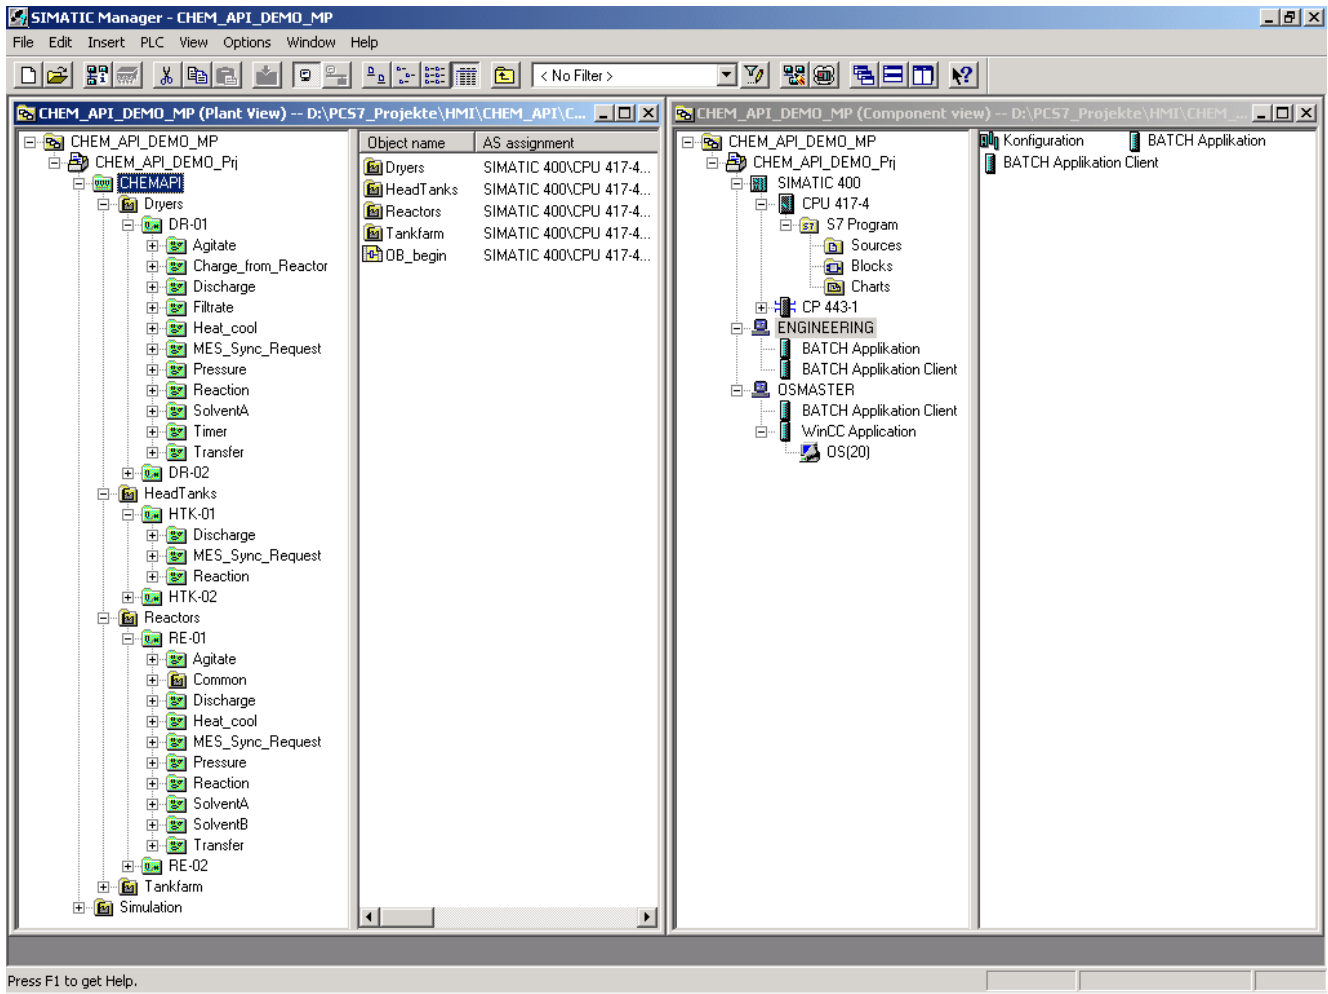 SIMATIC Manager - CHEM_API_DEMO_MP
File Edit Insert PLC View Options Window Help
< No Filter >
CHEM_API_DEMO_MP (Plant View) -- D:\PCS7_Projekte\HMI\CHEM_API\C...
CHEM_API_DEMO_MP
CHEM_API_DEMO_Prj
CHEMAPI
Dryers
DR-01
Agitate
Charge_from_Reactor
Discharge
Filtrate
Heat_cool
MES_Sync_Request
Pressure
Reaction
SolventA
Timer
Transfer
DR-02
HeadTanks
HTK-01
Discharge
MES_Sync_Request
Reaction
HTK-02
Reactors
RE-01
Agitate
Common
Discharge
Heat_cool
MES_Sync_Request
Pressure
Reaction
SolventA
SolventB
Transfer
RE-02
Tankfarm
Simulation
Object name AS assignment
Dryers SIMATIC 400\CPU 417-4...
HeadTanks SIMATIC 400\CPU 417-4...
Reactors SIMATIC 400\CPU 417-4...
Tankfarm SIMATIC 400\CPU 417-4...
OB_begin SIMATIC 400\CPU 417-4...
CHEM_API_DEMO_MP (Component view) -- D:\PCS7_Projekte\HMI\CHEM_...
CHEM_API_DEMO_MP
CHEM_API_DEMO_Prj
SIMATIC 400
CPU 417-4
S7 Program
Sources
Blocks
Charts
CP 443-1
ENGINEERING
BATCH Applikation
BATCH Applikation Client
OSMASTER
BATCH Applikation Client
WinCC Application
OS(20)
Konfiguration BATCH Applikation
BATCH Applikation Client
Press F1 to get Help.